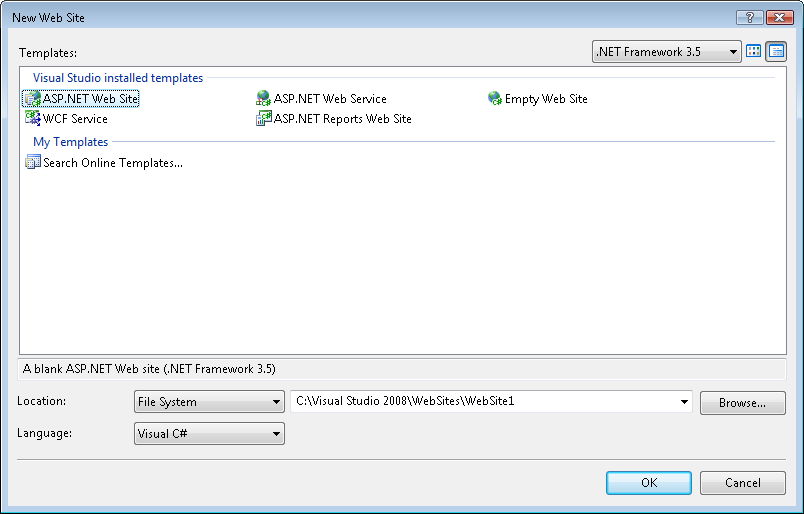 New Web Site
Templates:
.NET Framework 3.5
Visual Studio installed templates
ASP.NET Web Site
ASP.NET Web Service
Empty Web Site
WCF Service
ASP.NET Reports Web Site
My Templates
Search Online Templates...
A blank ASP.NET Web site (.NET Framework 3.5)
Location:
File System
C:\Visual Studio 2008\WebSites\WebSite1
Browse...
Language:
Visual C#
OK
Cancel